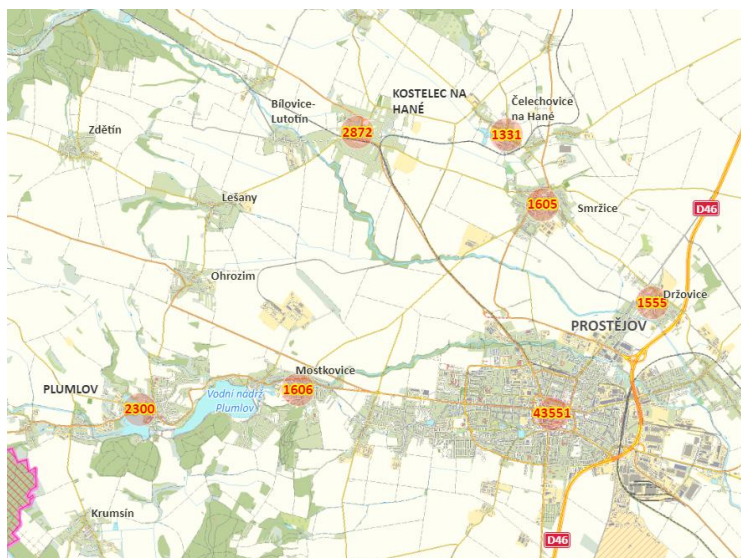 KOSTELEC NA
HANÉ
Bílovice-
Lutotín
Čelechovice
na Hané
2872
1331
Zdětín
1605
Smržice
Lešany
D46
Ohrozim
Držovice
1555
PROSTĚJOV
Mostkovice
PLUMLOV
1606
Vodní nádrž
Plumlov
2300
43551
Krumsín
D46